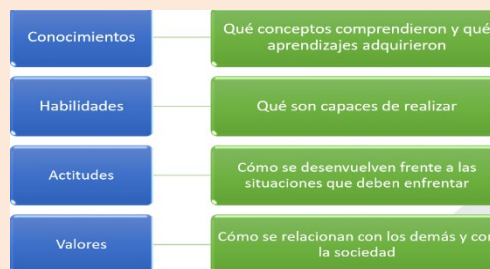 Conocimientos
Qué conceptos comprendieron y qué
aprendizajes adquirieron
Habilidades
Qué son capaces de realizar
Actitudes
Cómo se desenvuelven frente a las
situaciones que deben enfrentar
Valores
Cómo se relacionan con los demás y con
la sociedad